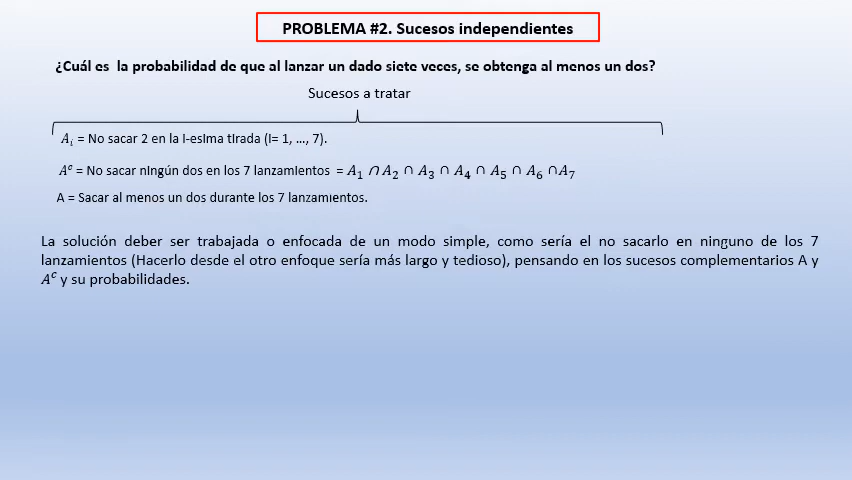 PROBLEMA #2. Sucesos independientes
¿Cuál es la probabilidad de que al lanzar un dado siete veces, se obtenga al menos un dos?
Sucesos a tratar
Aᵢ = No sacar 2 en la I-esima tirada (I= 1, ..., 7).
Aᶜ = No sacar ningún dos en los 7 lanzamientos = A₁ ∩ A₂ ∩ A₃ ∩ A₄ ∩ A₅ ∩ A₆ ∩A₇
A = Sacar al menos un dos durante los 7 lanzamientos.
La solución deber ser trabajada o enfocada de un modo simple, como sería el no sacarlo en ninguno de los 7
lanzamientos (Hacerlo desde el otro enfoque sería más largo y tedioso), pensando en los sucesos complementarios A y
Aᶜ y su probabilidades.